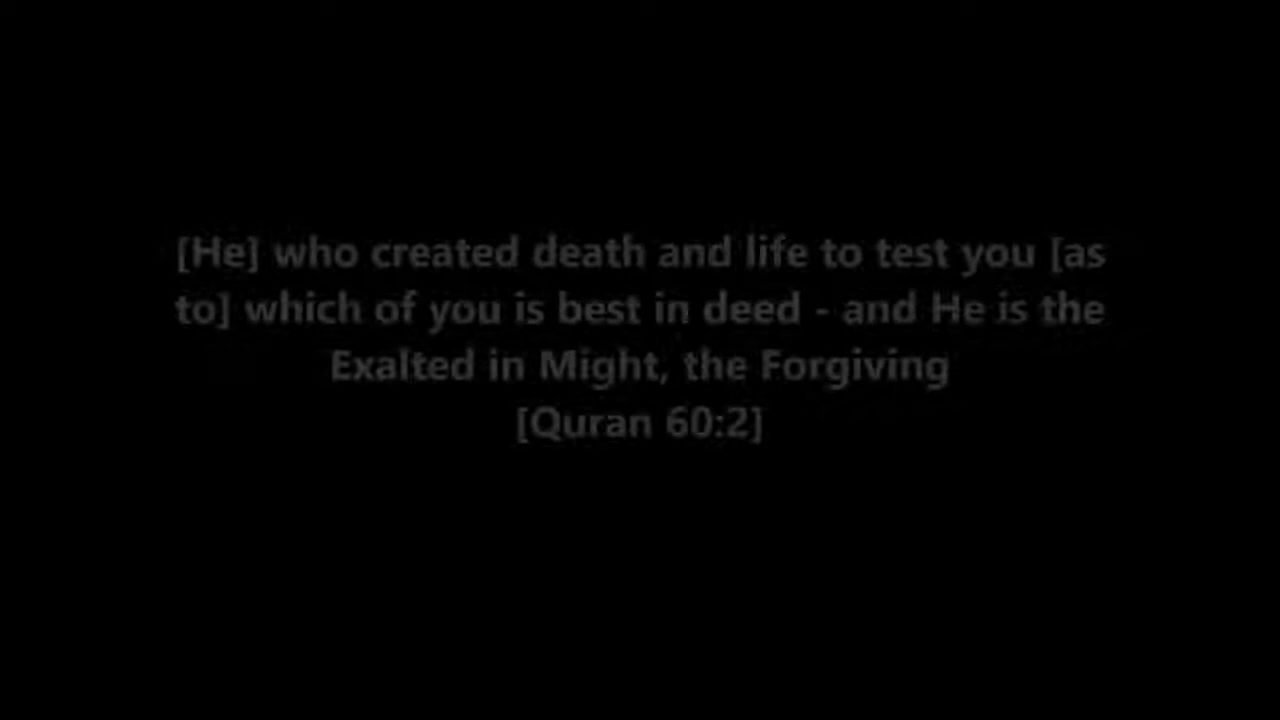 [He] who created death and life to test you [as
to] which of you is best in deed - and He is the
Exalted in Might, the Forgiving
[Quran 60:2]